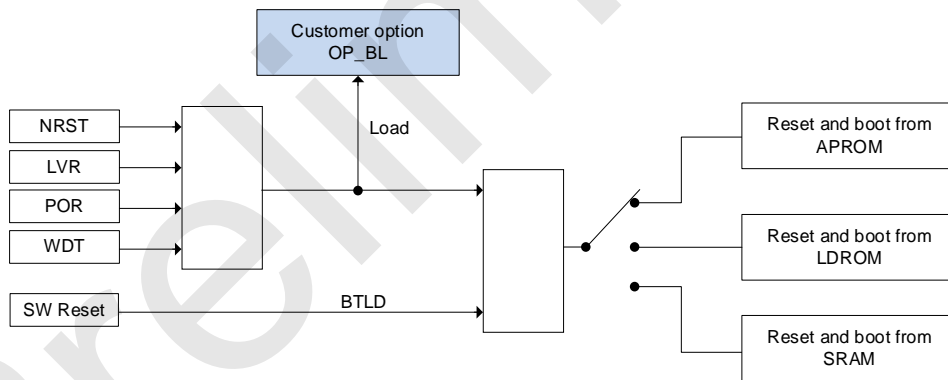 Customer option
OP_BL
NRST
LVR
POR
WDT
SW Reset
Load
BTLD
Reset and boot from
APROM
Reset and boot from
LDROM
Reset and boot from
SRAM